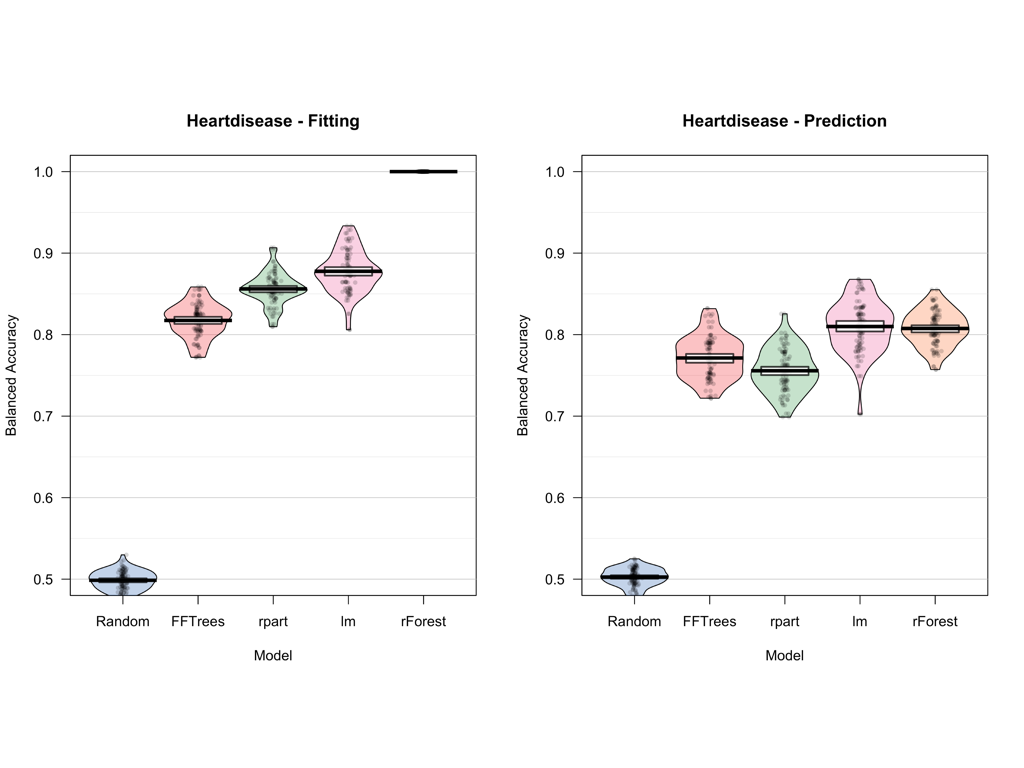 Heartdisease - Fitting
Balanced Accuracy
1.0
0.9
0.8
0.7
0.6
0.5
Random FFTrees rpart lm rForest
Model
Heartdisease - Prediction
Balanced Accuracy
1.0
0.9
0.8
0.7
0.6
0.5
Random FFTrees rpart lm rForest
Model